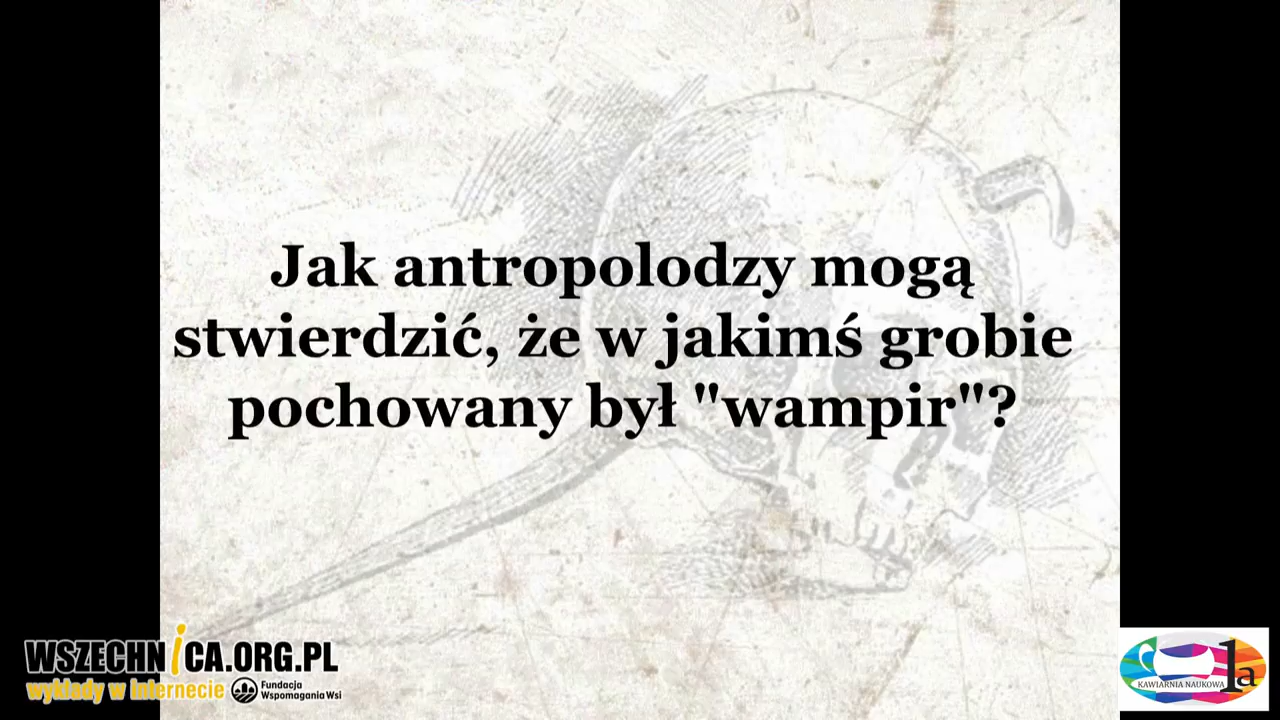 Jak antropolodzy mogą
stwierdzić, że w jakimś grobie
pochowany był "wampir"?
WSZECHNiCA.ORG.PL
wykłady w internecie
Fundacja
Wspomagania Wsi
KAWIARNIA NAUKOWA 1a